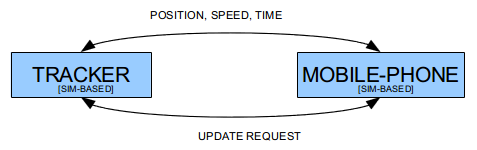 POSITION, SPEED, TIME
TRACKER
[SIM-BASED]
MOBILE-PHONE
[SIM-BASED]
UPDATE REQUEST